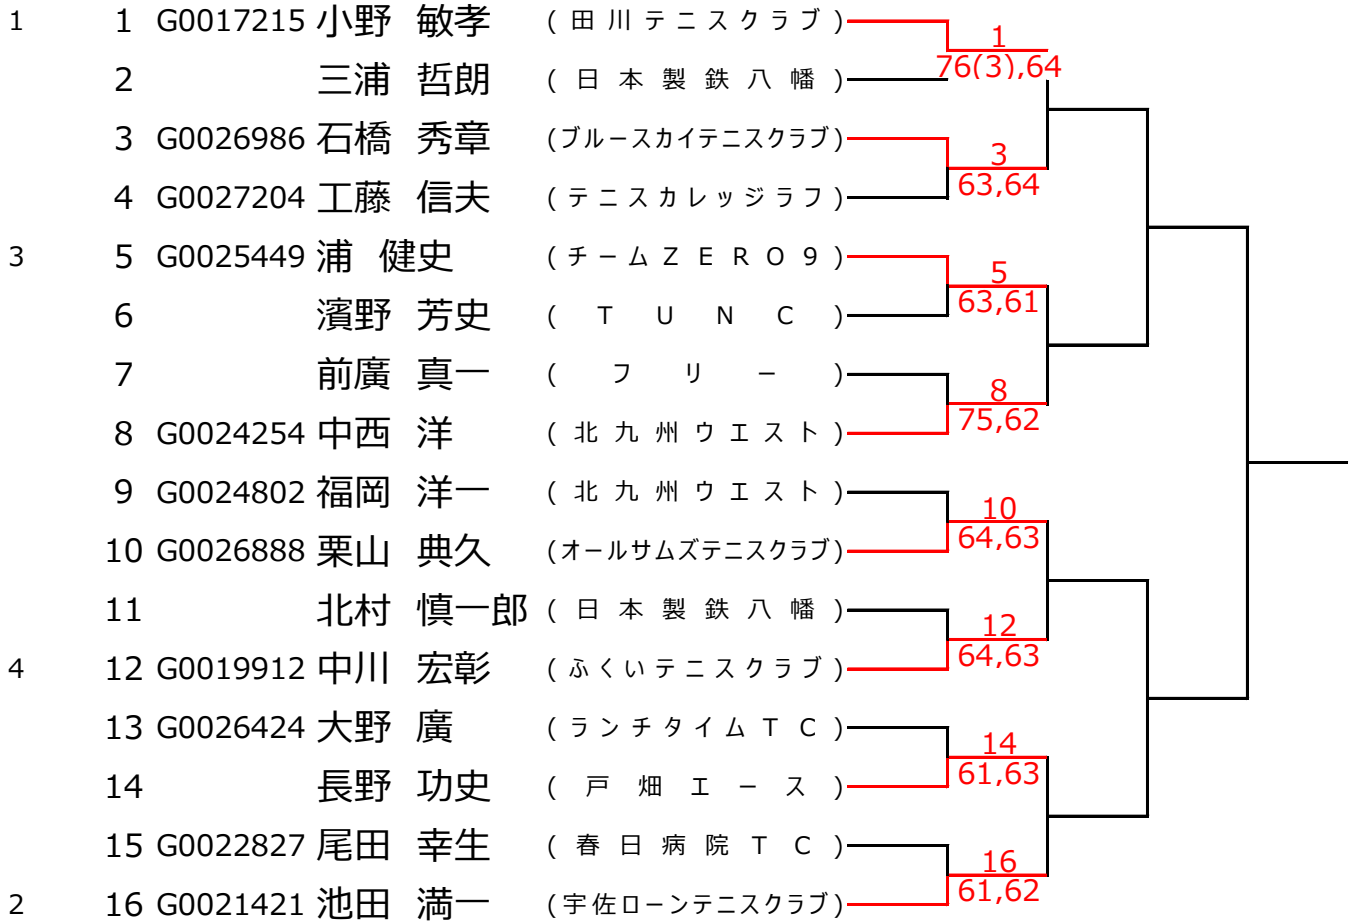 1 1 G0017215 小野 敏孝 (田川テニスクラブ)
1
76(3),64
2 三浦 哲朗 (日本製鉄八幡)
3 G0026986 石橋 秀章 (ブルースカイテニスクラブ)
3
63,64
4 G0027204 工藤 信夫 (テニスカレッジラフ)
3 5 G0025449 浦 健史 (チームZERO9)
5
63,61
6 濱野 芳史 (TUNC)
7 前廣 真一 (フリー)
8
75,62
8 G0024254 中西 洋 (北九州ウエスト)
9 G0024802 福岡 洋一 (北九州ウエスト)
10
64,63
10 G0026888 栗山 典久 (オールサムズテニスクラブ)
11 北村 慎一郎 (日本製鉄八幡)
12
64,63
4 12 G0019912 中川 宏彰 (ふくいテニスクラブ)
13 G0026424 大野 廣 (ランチタイムTC)
14
61,63
14 長野 功史 (戸畑エース)
15 G0022827 尾田 幸生 (春日病院TC)
16
61,62
2 16 G0021421 池田 満一 (宇佐ローンテニスクラブ)